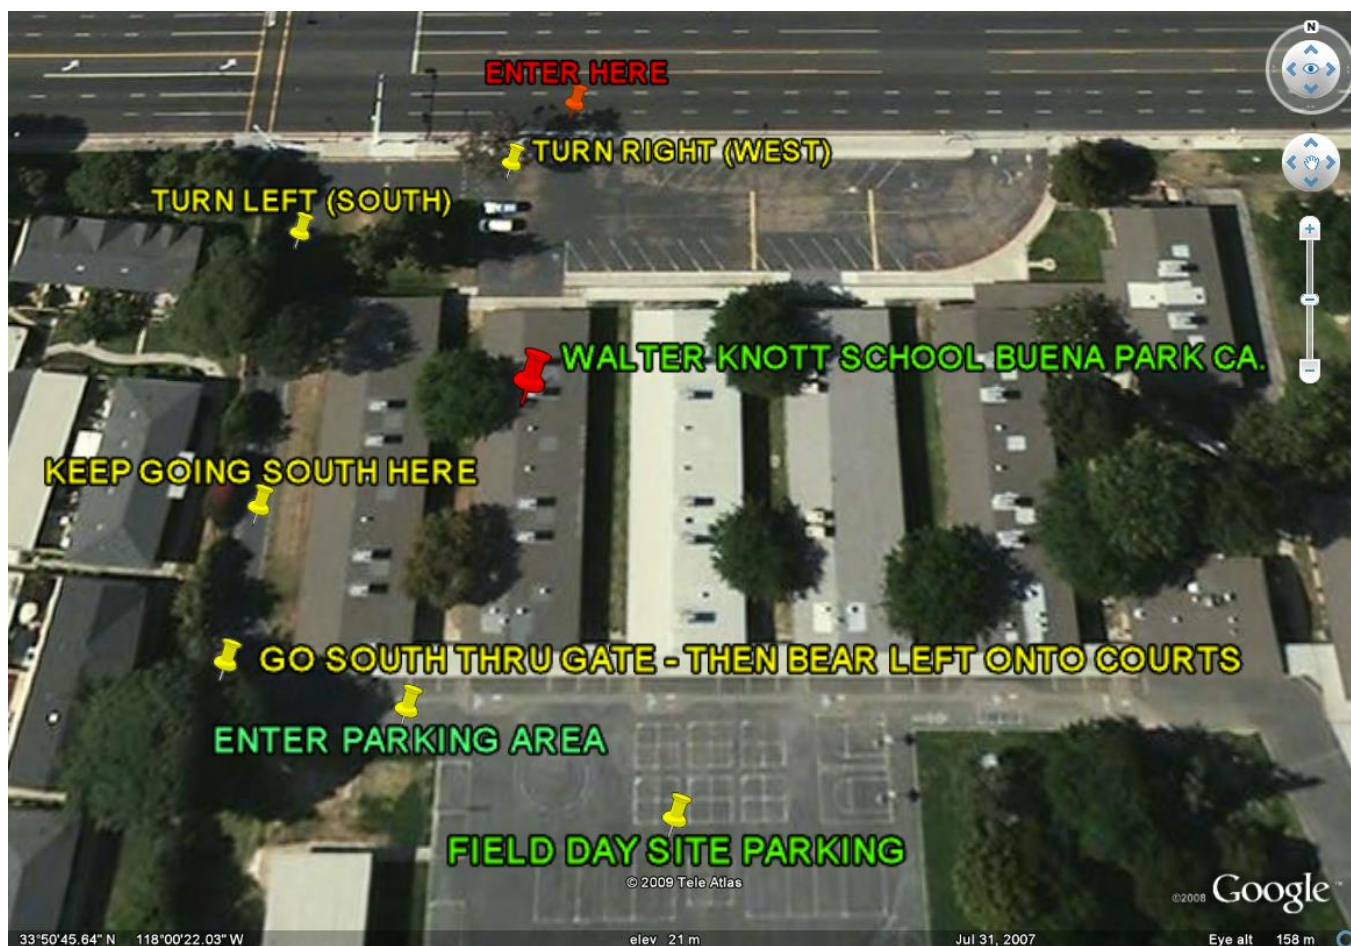 N
ENTER HERE
TURN RIGHT (WEST)
TURN LEFT (SOUTH)
WALTER KNOTT SCHOOL BUENA PARK CA.
KEEP GOING SOUTH HERE
GO SOUTH THRU GATE - THEN BEAR LEFT ONTO COURTS
ENTER PARKING AREA
FIELD DAY SITE PARKING
© 2009 Tele Atlas
©2008 Google™
33°50'45.64" N 118°00'22.03" W elev 21 m Jul 31, 2007 Eye alt 158 m